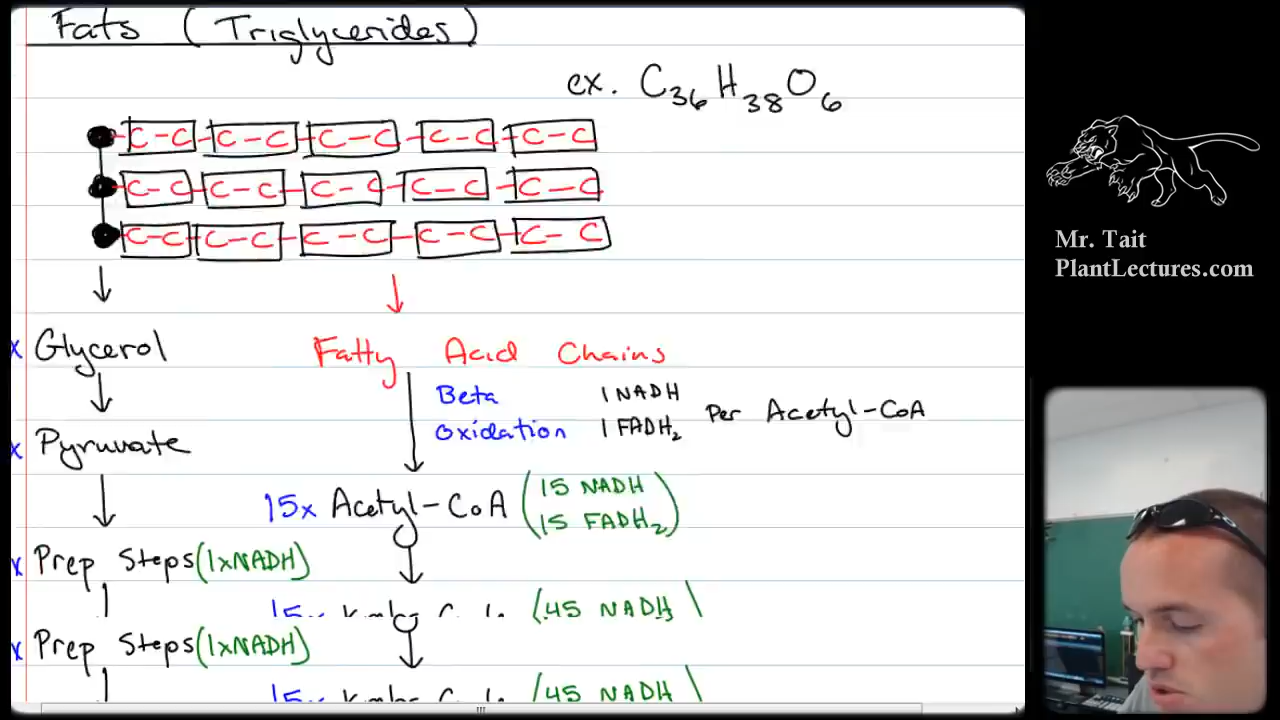 Fats (Triglycerides)
ex. C36H38O6
C-C-C-C-C-C-C-C-C-C
C-C-C-C-C-C-C-C-C-C
C-C-C-C-C-C-C-C-C-C
Mr. Tait
PlantLectures.com
x Glycerol
Fatty Acid Chains
Beta 1 NADH
Per Acetyl-CoA
Oxidation 1 FADH2
x Pyruvate
15x Acetyl-CoA (15 NADH
15 FADH2)
x Prep Steps (1xNADH)
15x (45 NADH
x Prep Steps (1xNADH)
15x (45 NADH